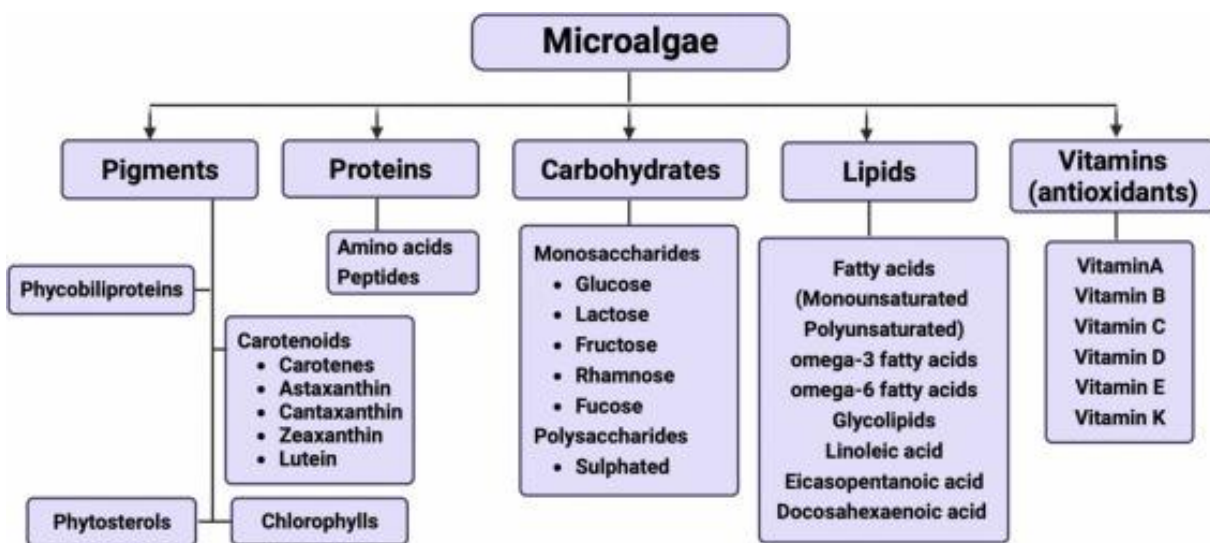 Microalgae
Pigments
Proteins
Carbohydrates
Lipids
Vitamins
(antioxidants)
Phycobiliproteins
Carotenoids
• Carotenes
• Astaxanthin
• Cantaxanthin
• Zeaxanthin
• Lutein
Phytosterols
Chlorophylls
Amino acids
Peptides
Monosaccharides
• Glucose
• Lactose
• Fructose
• Rhamnose
• Fucose
Polysaccharides
• Sulphated
Fatty acids
(Monounsaturated
Polyunsaturated)
omega-3 fatty acids
omega-6 fatty acids
Glycolipids
Linoleic acid
Eicasopentanoic acid
Docosahexaenoic acid
VitaminA
Vitamin B
Vitamin C
Vitamin D
Vitamin E
Vitamin K